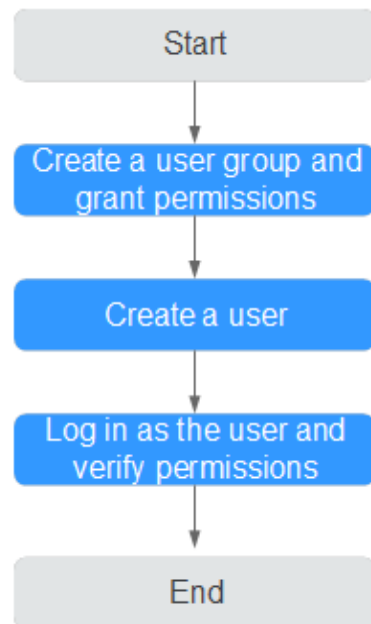 Start
Create a user group and
grant permissions
Create a user
Log in as the user and
verify permissions
End